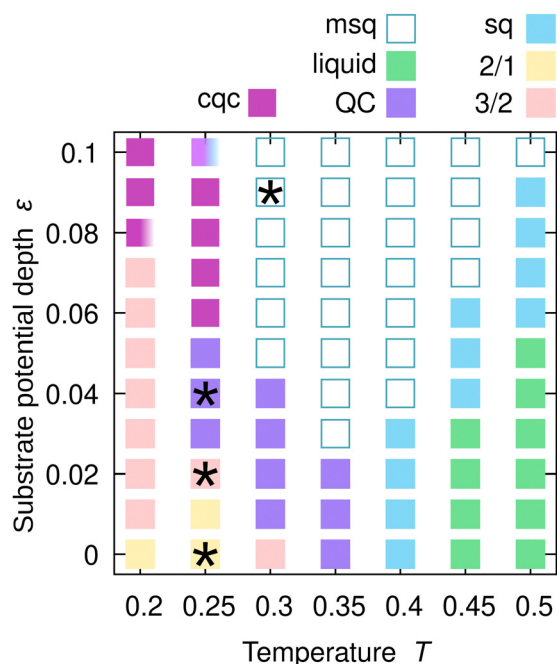 msq sq
liquid 2/1
cqc QC 3/2
0.1
0.08
0.06
0.04
0.02
0
Substrate potential depth ε
0.2 0.25 0.3 0.35 0.4 0.45 0.5
Temperature T